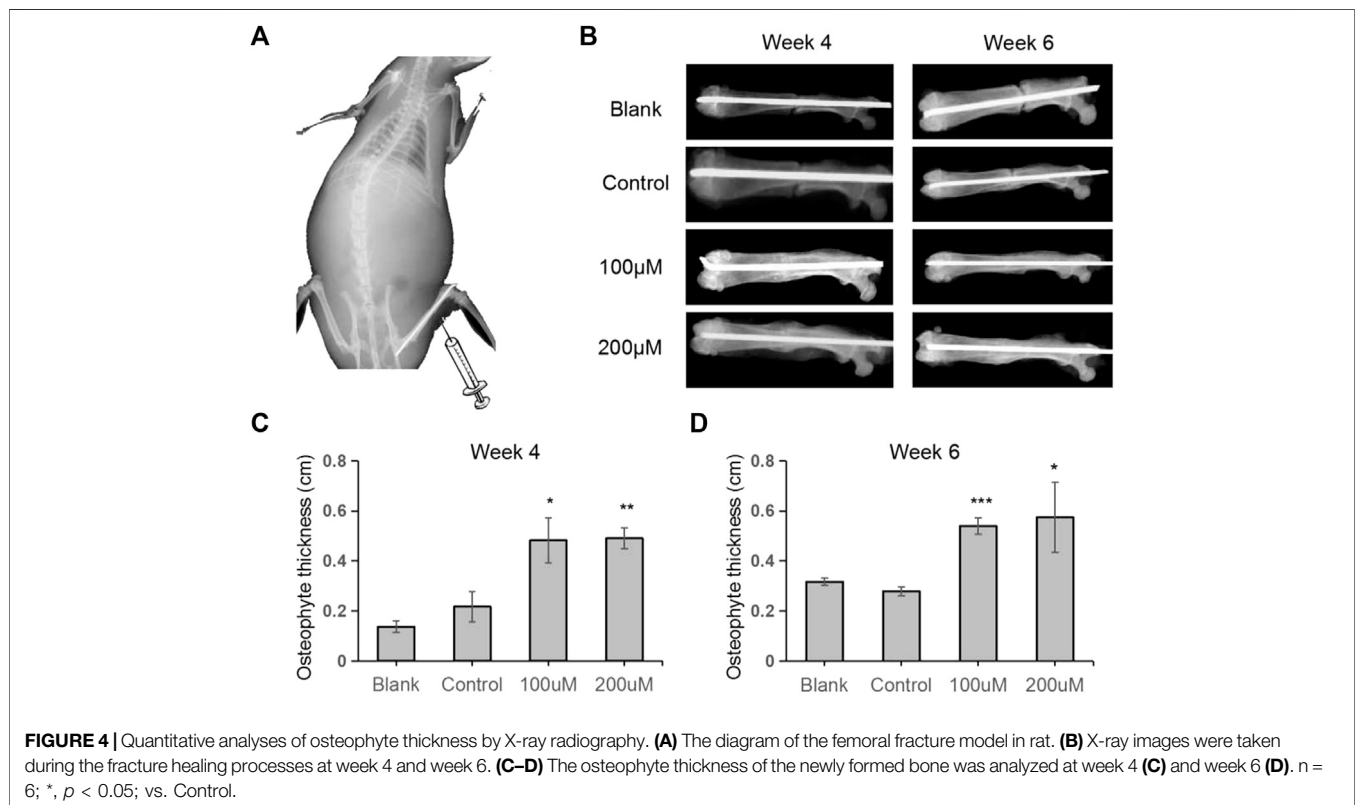 A
B
Week 4
Week 6
Blank
Control
100µM
200µM
C
Week 4
Osteophyte thickness (cm)
0.8
0.6
0.4
0.2
0
*
**
Blank
Control
100uM
200uM
D
Week 6
Osteophyte thickness (cm)
0.8
0.6
0.4
0.2
0
***
*
Blank
Control
100uM
200uM
FIGURE 4 | Quantitative analyses of osteophyte thickness by X-ray radiography. (A) The diagram of the femoral fracture model in rat. (B) X-ray images were taken
during the fracture healing processes at week 4 and week 6. (C–D) The osteophyte thickness of the newly formed bone was analyzed at week 4 (C) and week 6 (D). n =
6; *, p < 0.05; vs. Control.